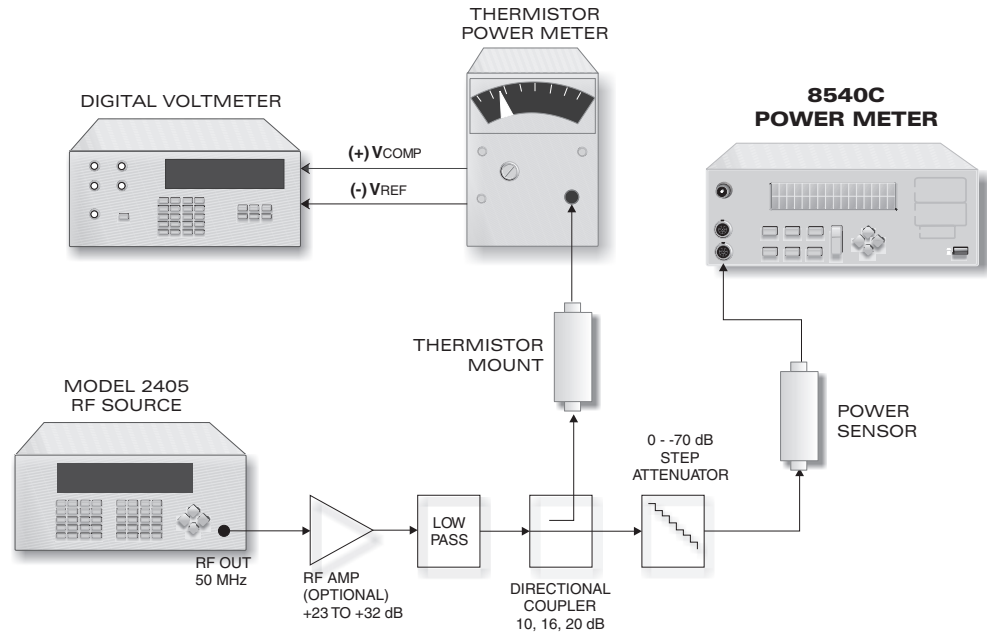 THERMISTOR
POWER METER
DIGITAL VOLTMETER
8540C
POWER METER
(+) VCOMP
(-) VREF
THERMISTOR
MOUNT
MODEL 2405
RF SOURCE
POWER
SENSOR
0 - -70 dB
STEP
ATTENUATOR
LOW
PASS
RF OUT
50 MHz
RF AMP
(OPTIONAL)
+23 TO +32 dB
DIRECTIONAL
COUPLER
10, 16, 20 dB